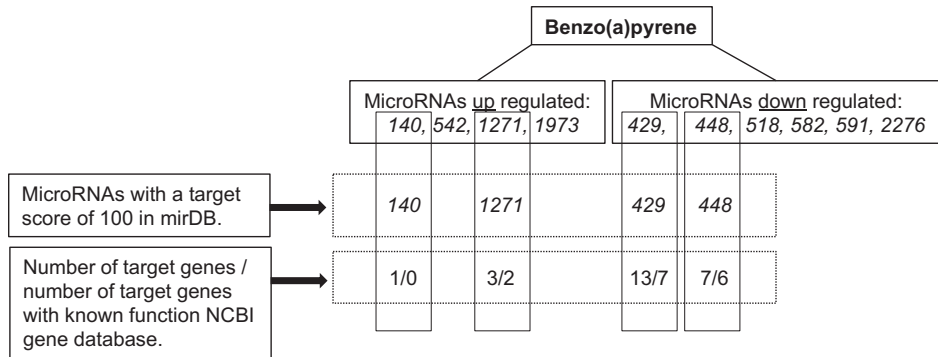 Benzo(a)pyrene
MicroRNAs up regulated:
140, 542, 1271, 1973
MicroRNAs down regulated:
429, 448, 518, 582, 591, 2276
MicroRNAs with a target
score of 100 in mirDB.
140 1271 429 448
Number of target genes /
number of target genes
with known function NCBI
gene database.
1/0 3/2 13/7 7/6